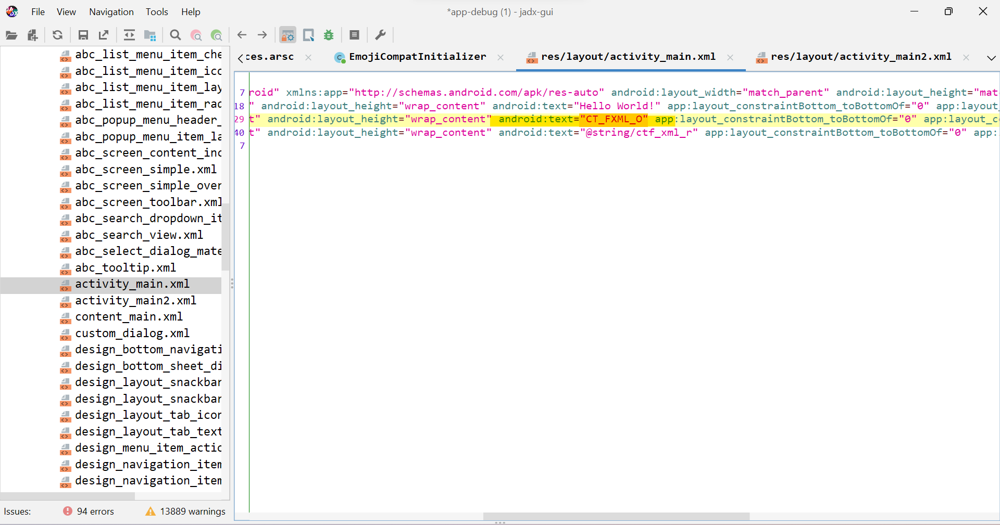 File View Navigation Tools Help
*app-debug (1) - jadx-gui
abc_list_menu_item_che
abc_list_menu_item_icc
abc_list_menu_item_lay
abc_list_menu_item_rad
abc_popup_menu_header_
abc_popup_menu_item_la
abc_screen_content_inc
abc_screen_simple.xml
abc_screen_simple_over
abc_screen_toolbar.xml
abc_search_dropdown_it
abc_search_view.xml
abc_select_dialog_mate
abc_tooltip.xml
activity_main.xml
activity_main2.xml
content_main.xml
custom_dialog.xml
design_bottom_navigati
design_bottom_sheet_di
design_layout_snackbar
design_layout_snackbar
design_layout_tab_icon
design_layout_tab_text
design_menu_item_actic
design_navigation_item
design_navigation_item
Issues: 94 errors 13889 warnings
ces.arsc EmojiCompatInitializer res/layout/activity_main.xml res/layout/activity_main2.xml
7 roid" xmlns:app="http://schemas.android.com/apk/res-auto" android:layout_width="match_parent" android:layout_height="mat
18 " android:layout_height="wrap_content" android:text="Hello World!" app:layout_constraintBottom_toBottomOf="0" app:layout_
29 t" android:layout_height="wrap_content" android:text="CT_FXML_O" app:layout_constraintBottom_toBottomOf="0" app:layout_c
40 t" android:layout_height="wrap_content" android:text="@string/ctf_xml_r" app:layout_constraintBottom_toBottomOf="0" app:
7